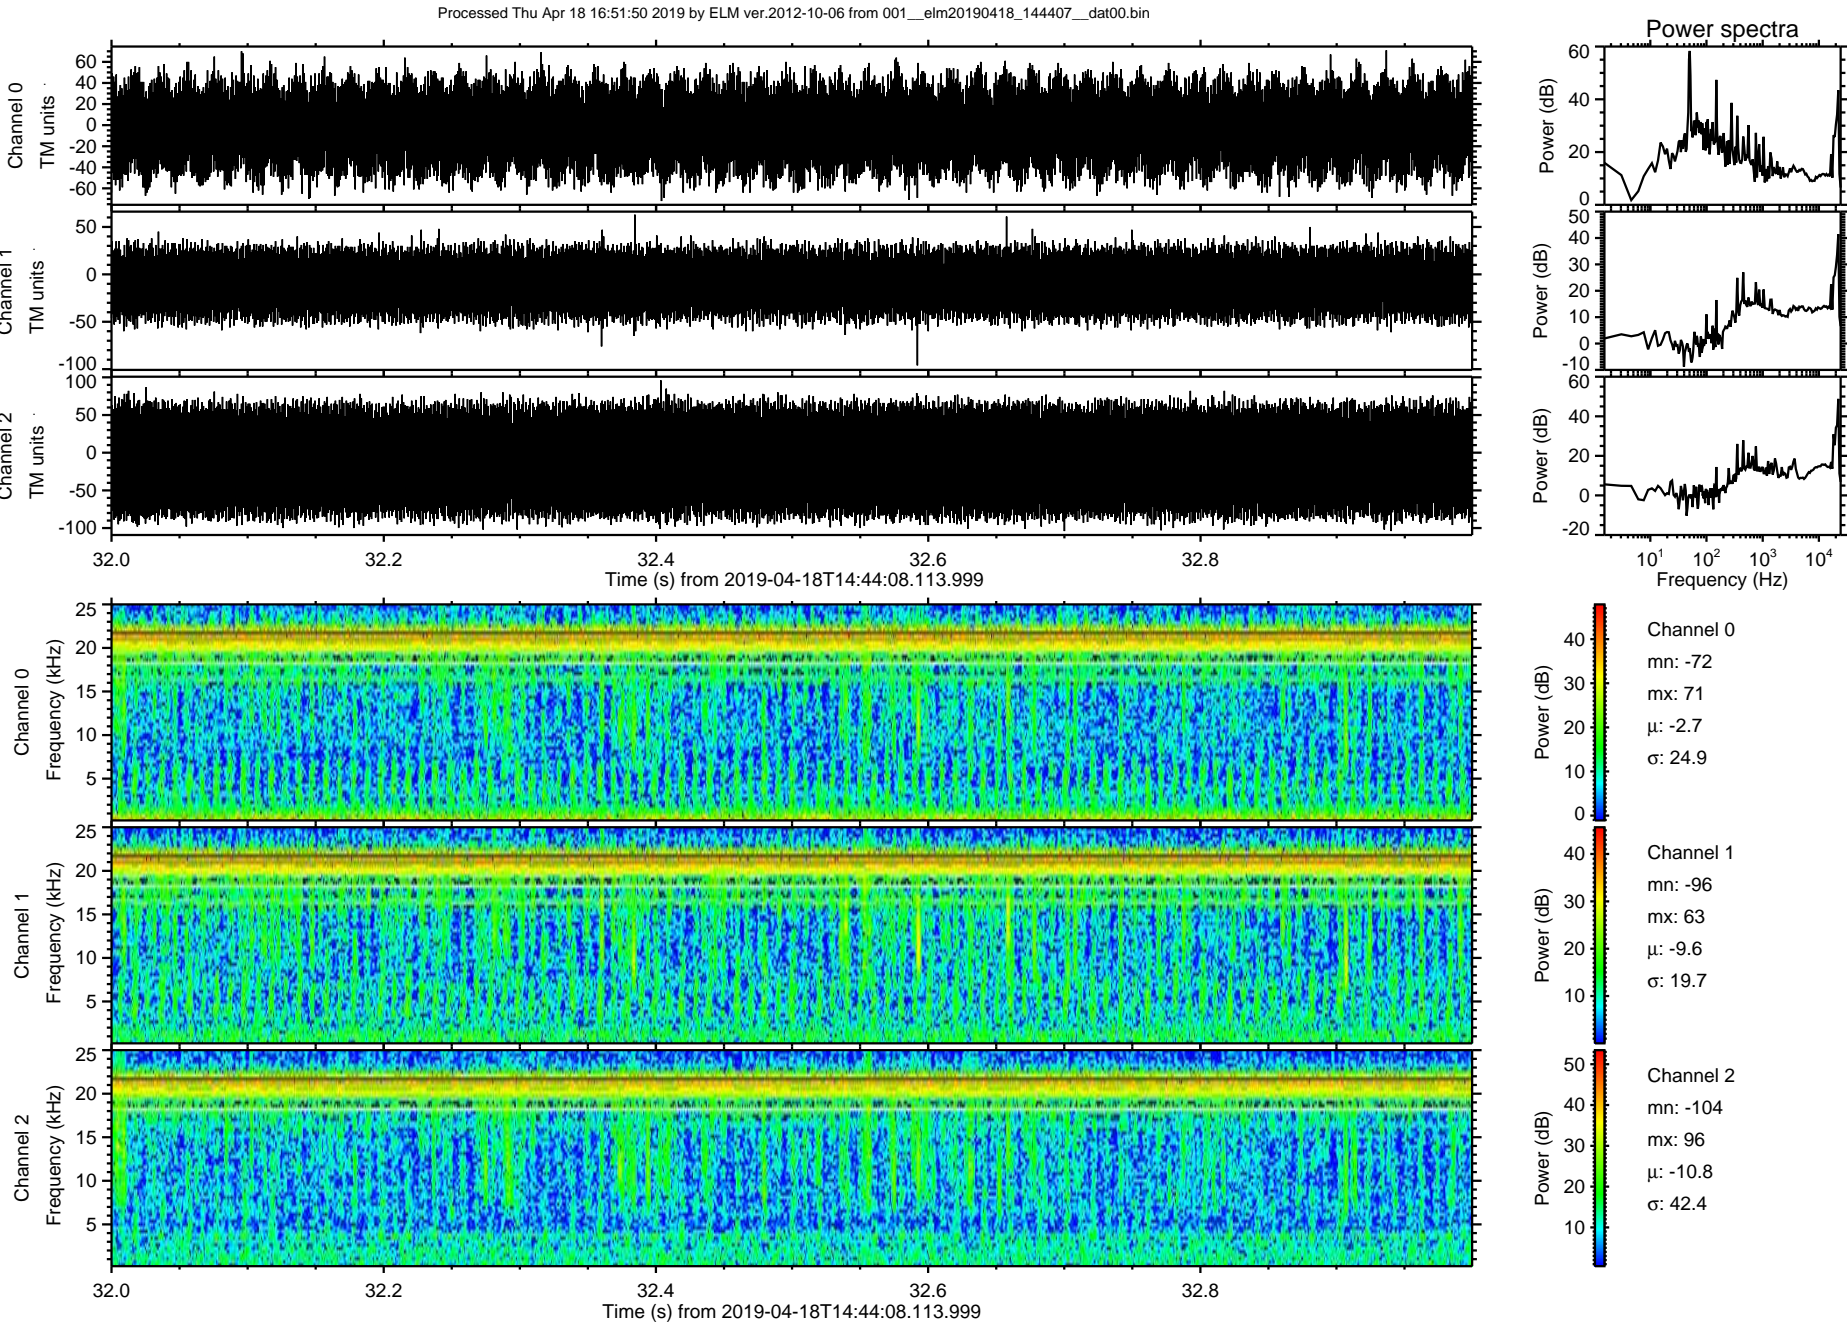 Processed Thu Apr 18 16:51:50 2019 by ELM ver.2012-10-06 from 001__elm20190418_144407__dat00.bin
Power spectra
Channel 0
TM units
60
40
20
0
-20
-40
-60
Power (dB)
60
40
20
0
Channel 1
TM units
50
0
-50
-100
Power (dB)
50
40
30
20
10
0
-10
Channel 2
TM units
100
50
0
-50
-100
Power (dB)
60
40
20
0
-20
32.0 32.2 32.4 32.6 32.8
Time (s) from 2019-04-18T14:44:08.113.999
10^1 10^2 10^3 10^4
Frequency (Hz)
Channel 0
Frequency (kHz)
25
20
15
10
5
Power (dB)
40
30
20
10
0
Channel 0
mn: -72
mx: 71
μ: -2.7
σ: 24.9
Channel 1
Frequency (kHz)
25
20
15
10
5
Power (dB)
40
30
20
10
Channel 1
mn: -96
mx: 63
μ: -9.6
σ: 19.7
Channel 2
Frequency (kHz)
25
20
15
10
5
Power (dB)
50
40
30
20
10
Channel 2
mn: -104
mx: 96
μ: -10.8
σ: 42.4
32.0 32.2 32.4 32.6 32.8
Time (s) from 2019-04-18T14:44:08.113.999